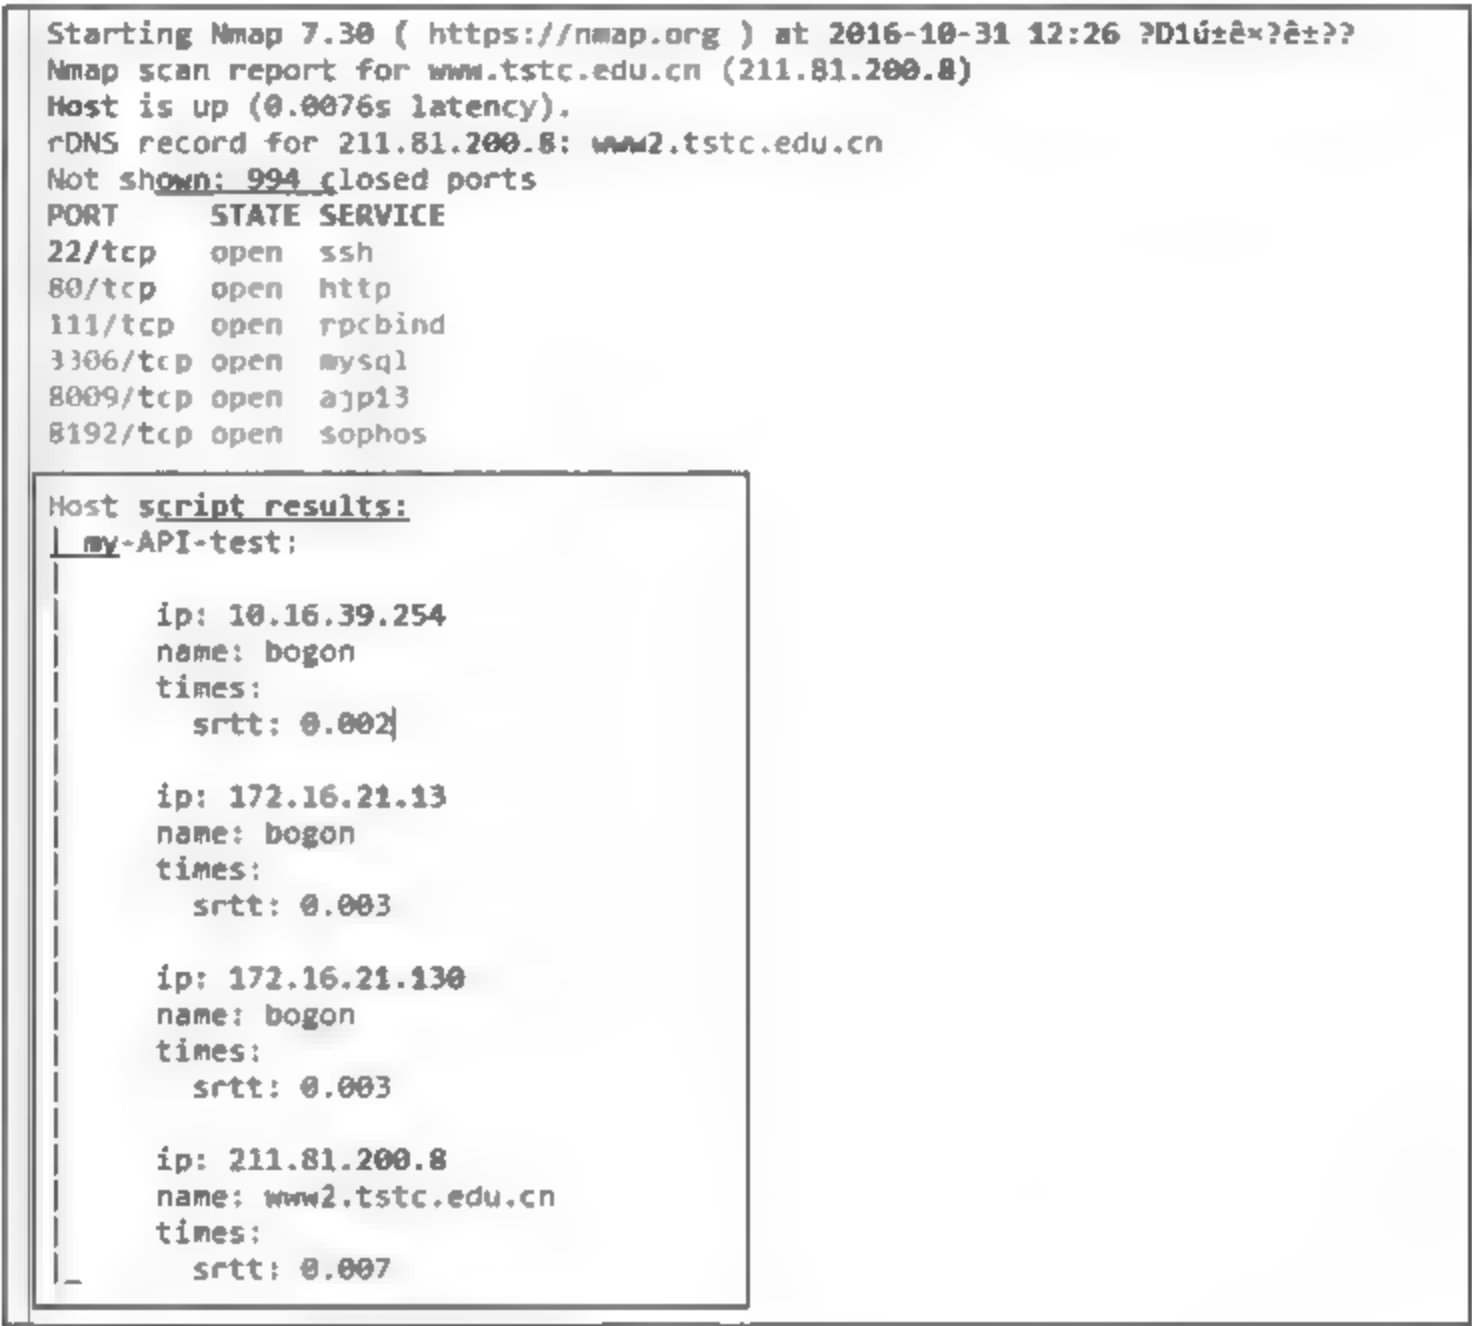 Starting Nmap 7.30 ( https://nmap.org ) at 2016-10-31 12:26 ?D1ú±ê×?ê±??
Nmap scan report for www.tstc.edu.cn (211.81.200.8)
Host is up (0.0076s latency).
rDNS record for 211.81.200.8: www2.tstc.edu.cn
Not shown: 994 closed ports
PORT STATE SERVICE
22/tcp open ssh
80/tcp open http
111/tcp open rpcbind
3306/tcp open mysql
8009/tcp open ajp13
8192/tcp open sophos
Host script results:
| my-API-test:
|
| ip: 10.16.39.254
| name: bogon
| times:
| srtt: 0.002
|
| ip: 172.16.21.13
| name: bogon
| times:
| srtt: 0.003
|
| ip: 172.16.21.130
| name: bogon
| times:
| srtt: 0.003
|
| ip: 211.81.200.8
| name: www2.tstc.edu.cn
| times:
|_ srtt: 0.007